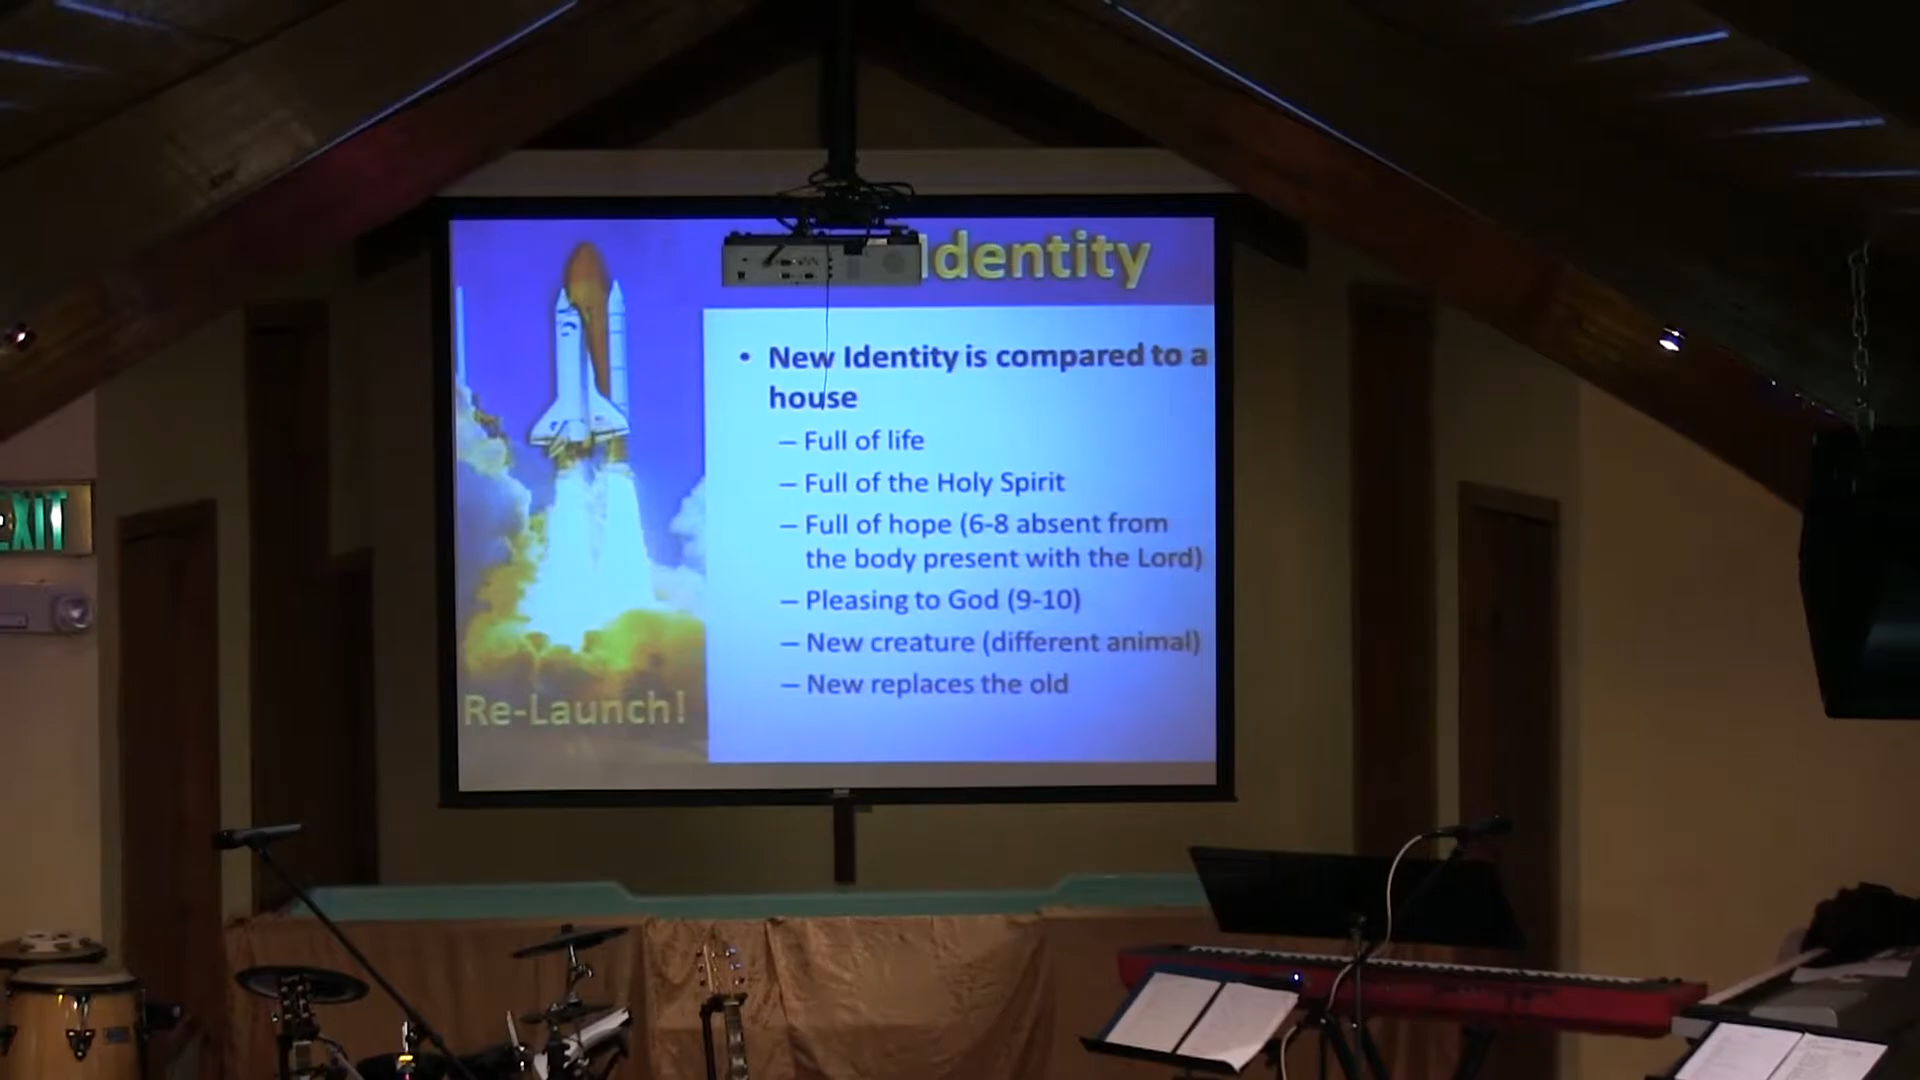 Identity
• New Identity is compared to a
house
– Full of life
– Full of the Holy Spirit
– Full of hope (6-8 absent from
the body present with the Lord)
– Pleasing to God (9-10)
– New creature (different animal)
– New replaces the old
Re-Launch!
EXIT